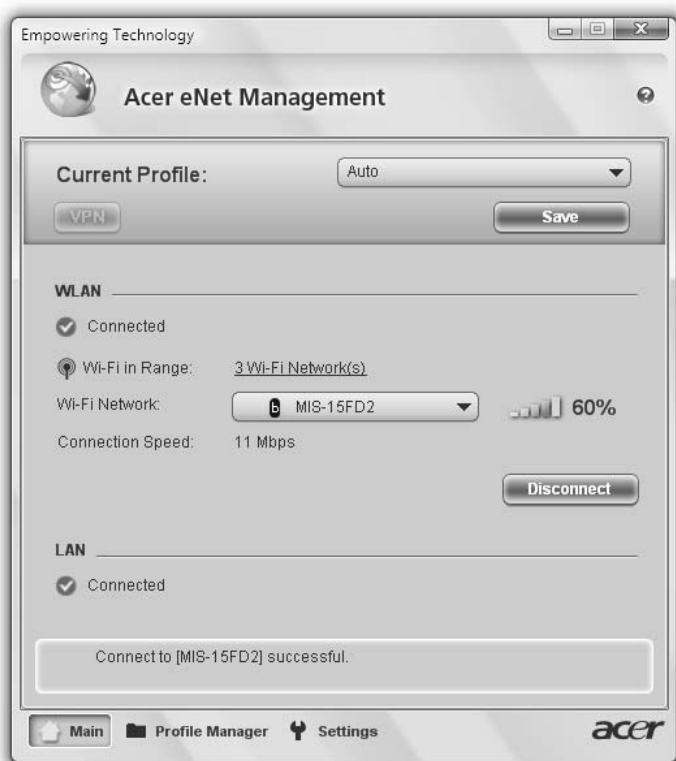 Empowering Technology
Acer eNet Management
Current Profile: Auto
VPN Save
WLAN
Connected
Wi-Fi in Range: 3 Wi-Fi Network(s)
Wi-Fi Network: b MIS-15FD2 60%
Connection Speed: 11 Mbps
Disconnect
LAN
Connected
Connect to [MIS-15FD2] successful.
Main Profile Manager Settings acer